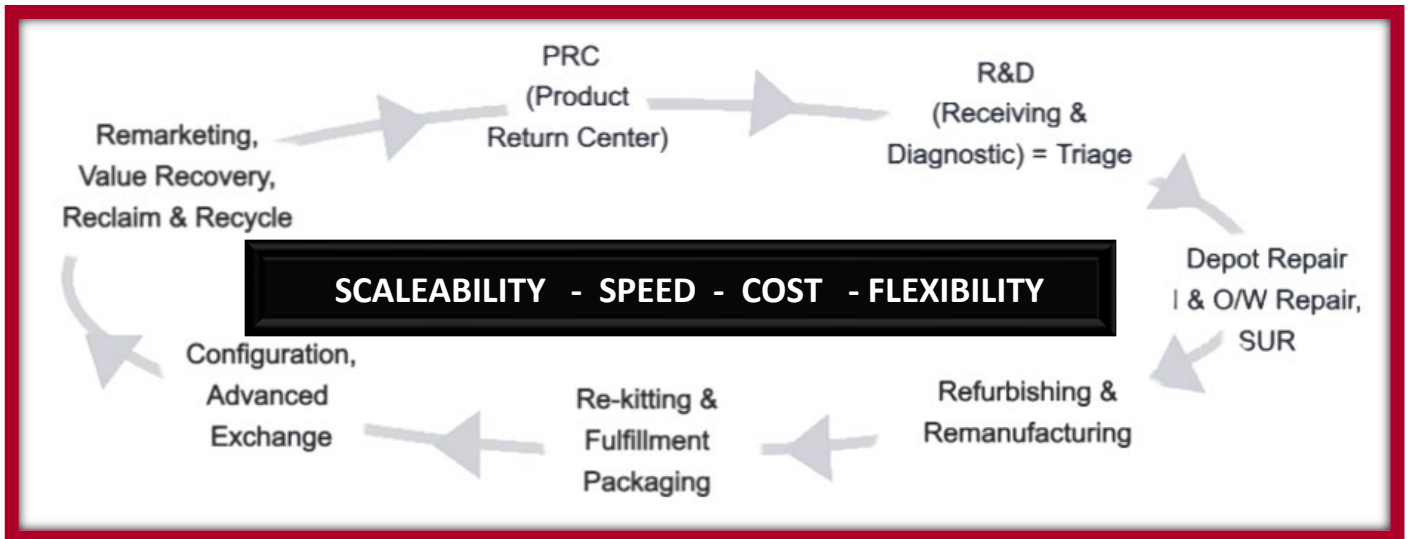 PRC
(Product
Return Center)
R&D
(Receiving &
Diagnostic) = Triage
Depot Repair
I & O/W Repair,
SUR
Refurbishing &
Remanufacturing
Re-kitting &
Fulfillment
Packaging
Configuration,
Advanced
Exchange
Remarketing,
Value Recovery,
Reclaim & Recycle
SCALEABILITY - SPEED - COST - FLEXIBILITY